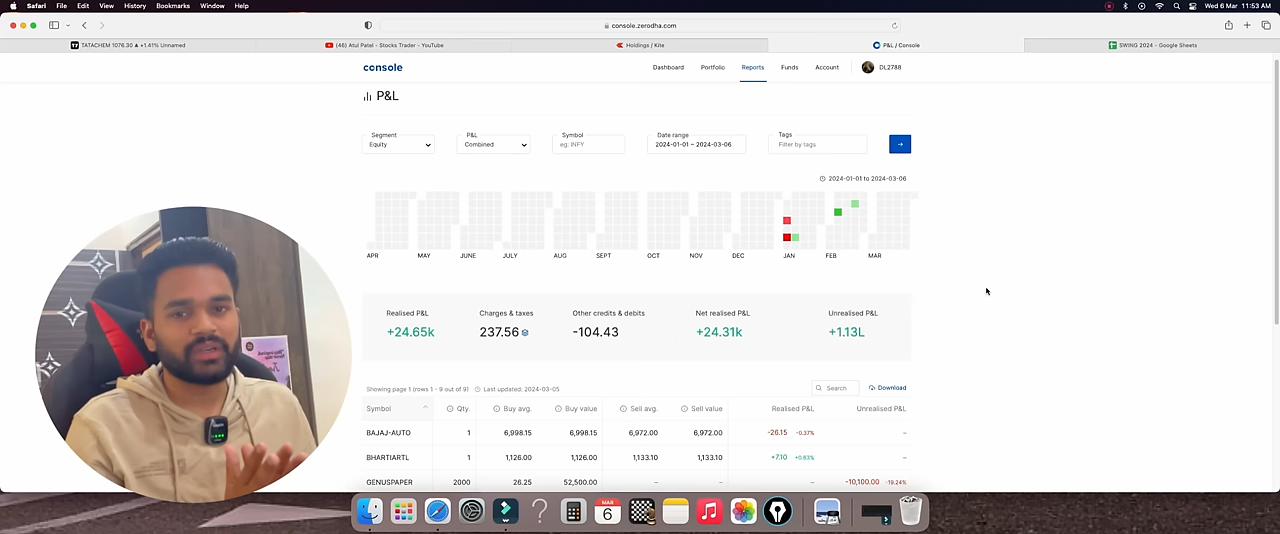 Safari File Edit View History Bookmarks Window Help Wed 6 Mar 11:53 AM
console.zerodha.com
TATACHEM 1076.30 ▲ +1.41% Unnamed
(46) Atul Patel - Stocks Trader - YouTube
Holdings / Kite
P&L / Console
SWING 2024 - Google Sheets
console Dashboard Portfolio Reports Funds Account DL2788
P&L
Segment P&L Symbol Date range Tags
Equity Combined eg: INFY 2024-01-01 ~ 2024-03-06 Filter by tags →
2024-01-01 to 2024-03-06
APR MAY JUNE JULY AUG SEPT OCT NOV DEC JAN FEB MAR
Realised P&L Charges & taxes Other credits & debits Net realised P&L Unrealised P&L
+24.65k 237.56 -104.43 +24.31k +1.13L
Showing page 1 (rows 1 - 9 out of 9) Last updated: 2024-03-05 Search Download
Symbol Qty. Buy avg. Buy value Sell avg. Sell value Realised P&L Unrealised P&L
BAJAJ-AUTO 1 6,998.15 6,998.15 6,972.00 6,972.00 -26.15 -0.37% –
BHARTIARTL 1 1,126.00 1,126.00 1,133.10 1,133.10 +7.10 +0.63% –
GENUSPAPER 2000 26.25 52,500.00 – – -10,100.00 -19.24%
MAR
6